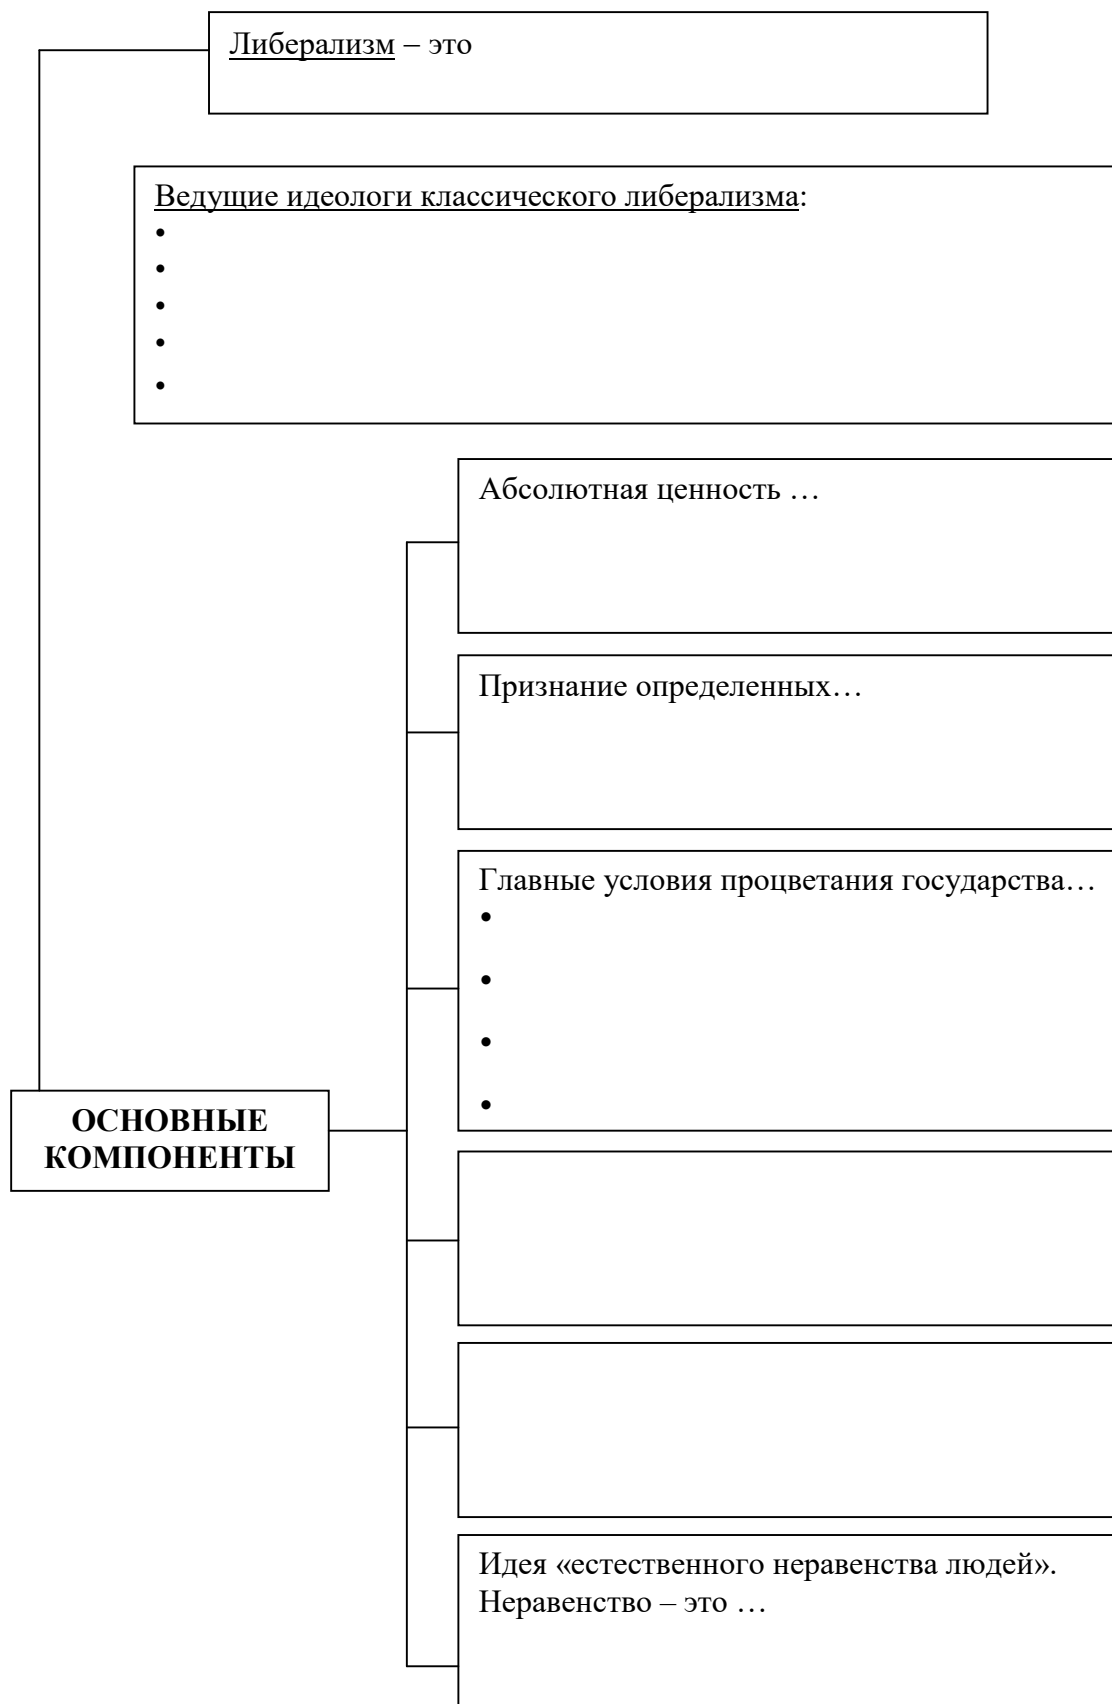 Либерализм – это
Ведущие идеологи классического либерализма:
•
•
•
•
•
Абсолютная ценность …
Признание определенных…
Главные условия процветания государства…
•
•
•
•
ОСНОВНЫЕ
КОМПОНЕНТЫ
Идея «естественного неравенства людей».
Неравенство – это …